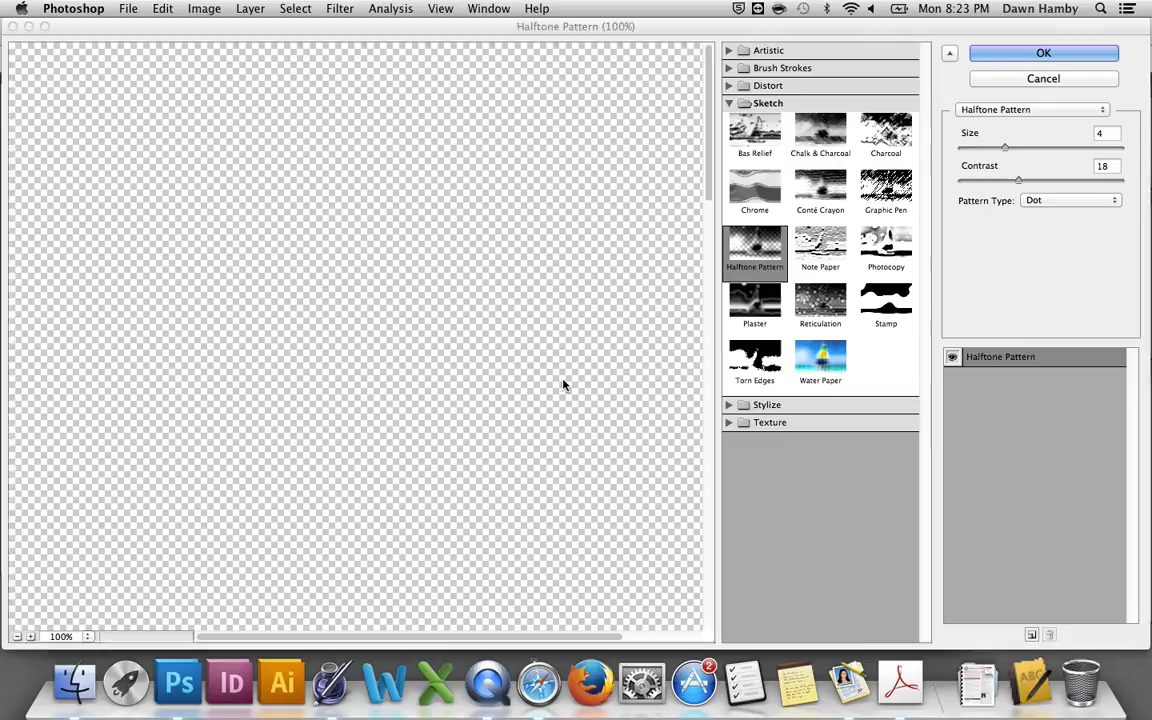 Photoshop File Edit Image Layer Select Filter Analysis View Window Help Mon 8:23 PM Dawn Hamby
Halftone Pattern (100%)
Artistic
Brush Strokes
Distort
Sketch
Bas Relief Chalk & Charcoal Charcoal
Chrome Conté Crayon Graphic Pen
Halftone Pattern Note Paper Photocopy
Plaster Reticulation Stamp
Torn Edges Water Paper
Stylize
Texture
OK
Cancel
Halftone Pattern
Size 4
Contrast 18
Pattern Type: Dot
Halftone Pattern
100%
Ps Id Ai W X 2 ABC